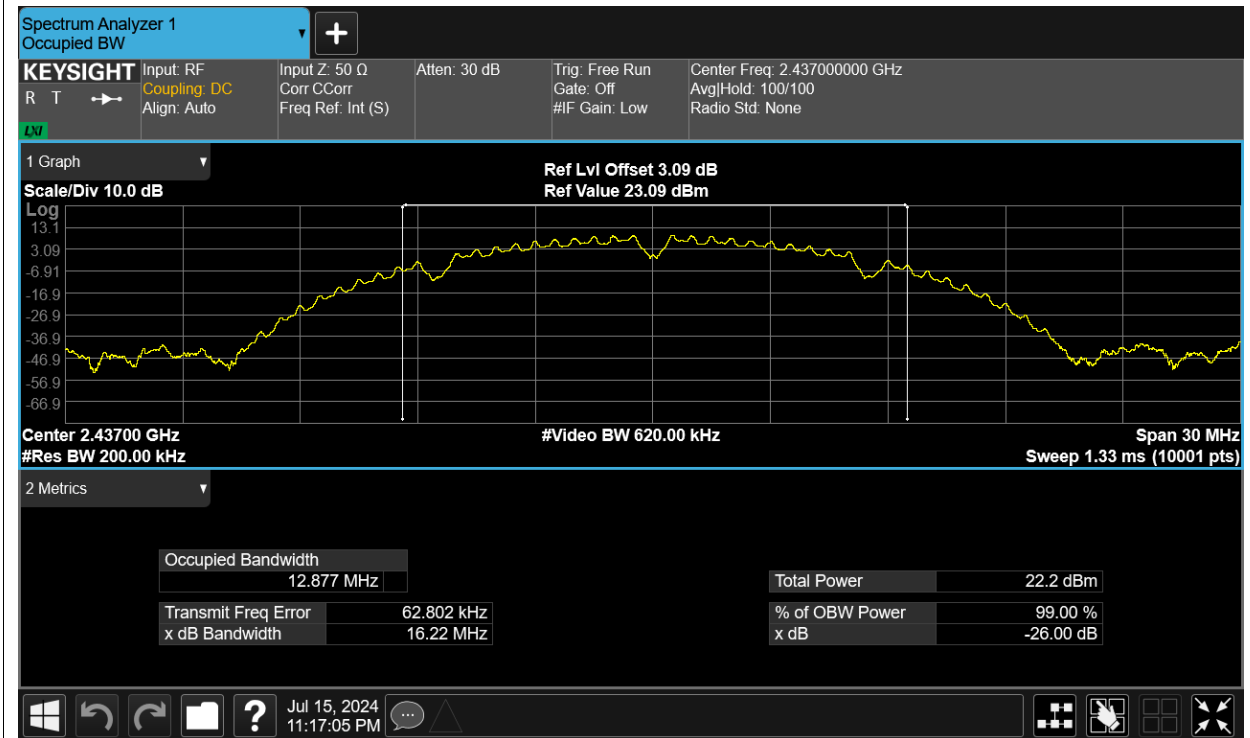 Spectrum Analyzer 1
Occupied BW
KEYSIGHT
R T
LXI
Input: RF
Coupling: DC
Align: Auto
Input Z: 50 Ω
Corr CCorr
Freq Ref: Int (S)
Atten: 30 dB
Trig: Free Run
Gate: Off
#IF Gain: Low
Center Freq: 2.437000000 GHz
Avg|Hold: 100/100
Radio Std: None
1 Graph
Scale/Div 10.0 dB
Ref Lvl Offset 3.09 dB
Ref Value 23.09 dBm
Log
13.1
3.09
-6.91
-16.9
-26.9
-36.9
-46.9
-56.9
-66.9
Center 2.43700 GHz
#Res BW 200.00 kHz
#Video BW 620.00 kHz
Span 30 MHz
Sweep 1.33 ms (10001 pts)
2 Metrics
Occupied Bandwidth
12.877 MHz
Transmit Freq Error 62.802 kHz
x dB Bandwidth 16.22 MHz
Total Power 22.2 dBm
% of OBW Power 99.00 %
x dB -26.00 dB
?
Jul 15, 2024
11:17:05 PM